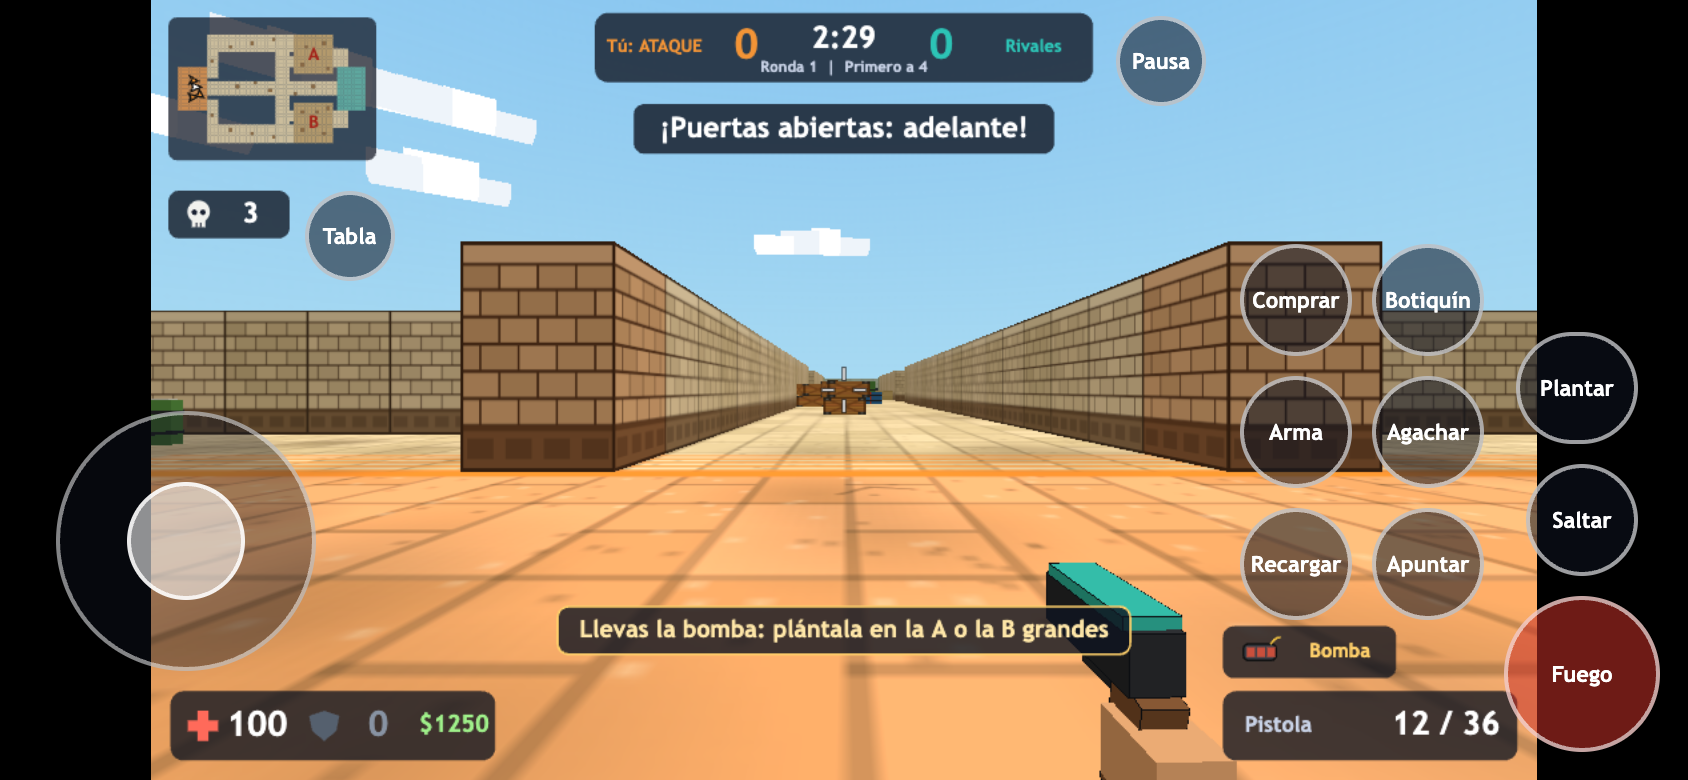 A
B
Tú: ATAQUE 0 2:29 0 Rivales
Ronda 1 | Primero a 4
Pausa
¡Puertas abiertas: adelante!
3
Tabla
Comprar
Botiquín
Plantar
Arma
Agachar
Saltar
Recargar
Apuntar
Llevas la bomba: plántala en la A o la B grandes
Bomba
Fuego
100 0 $1250
Pistola 12 / 36